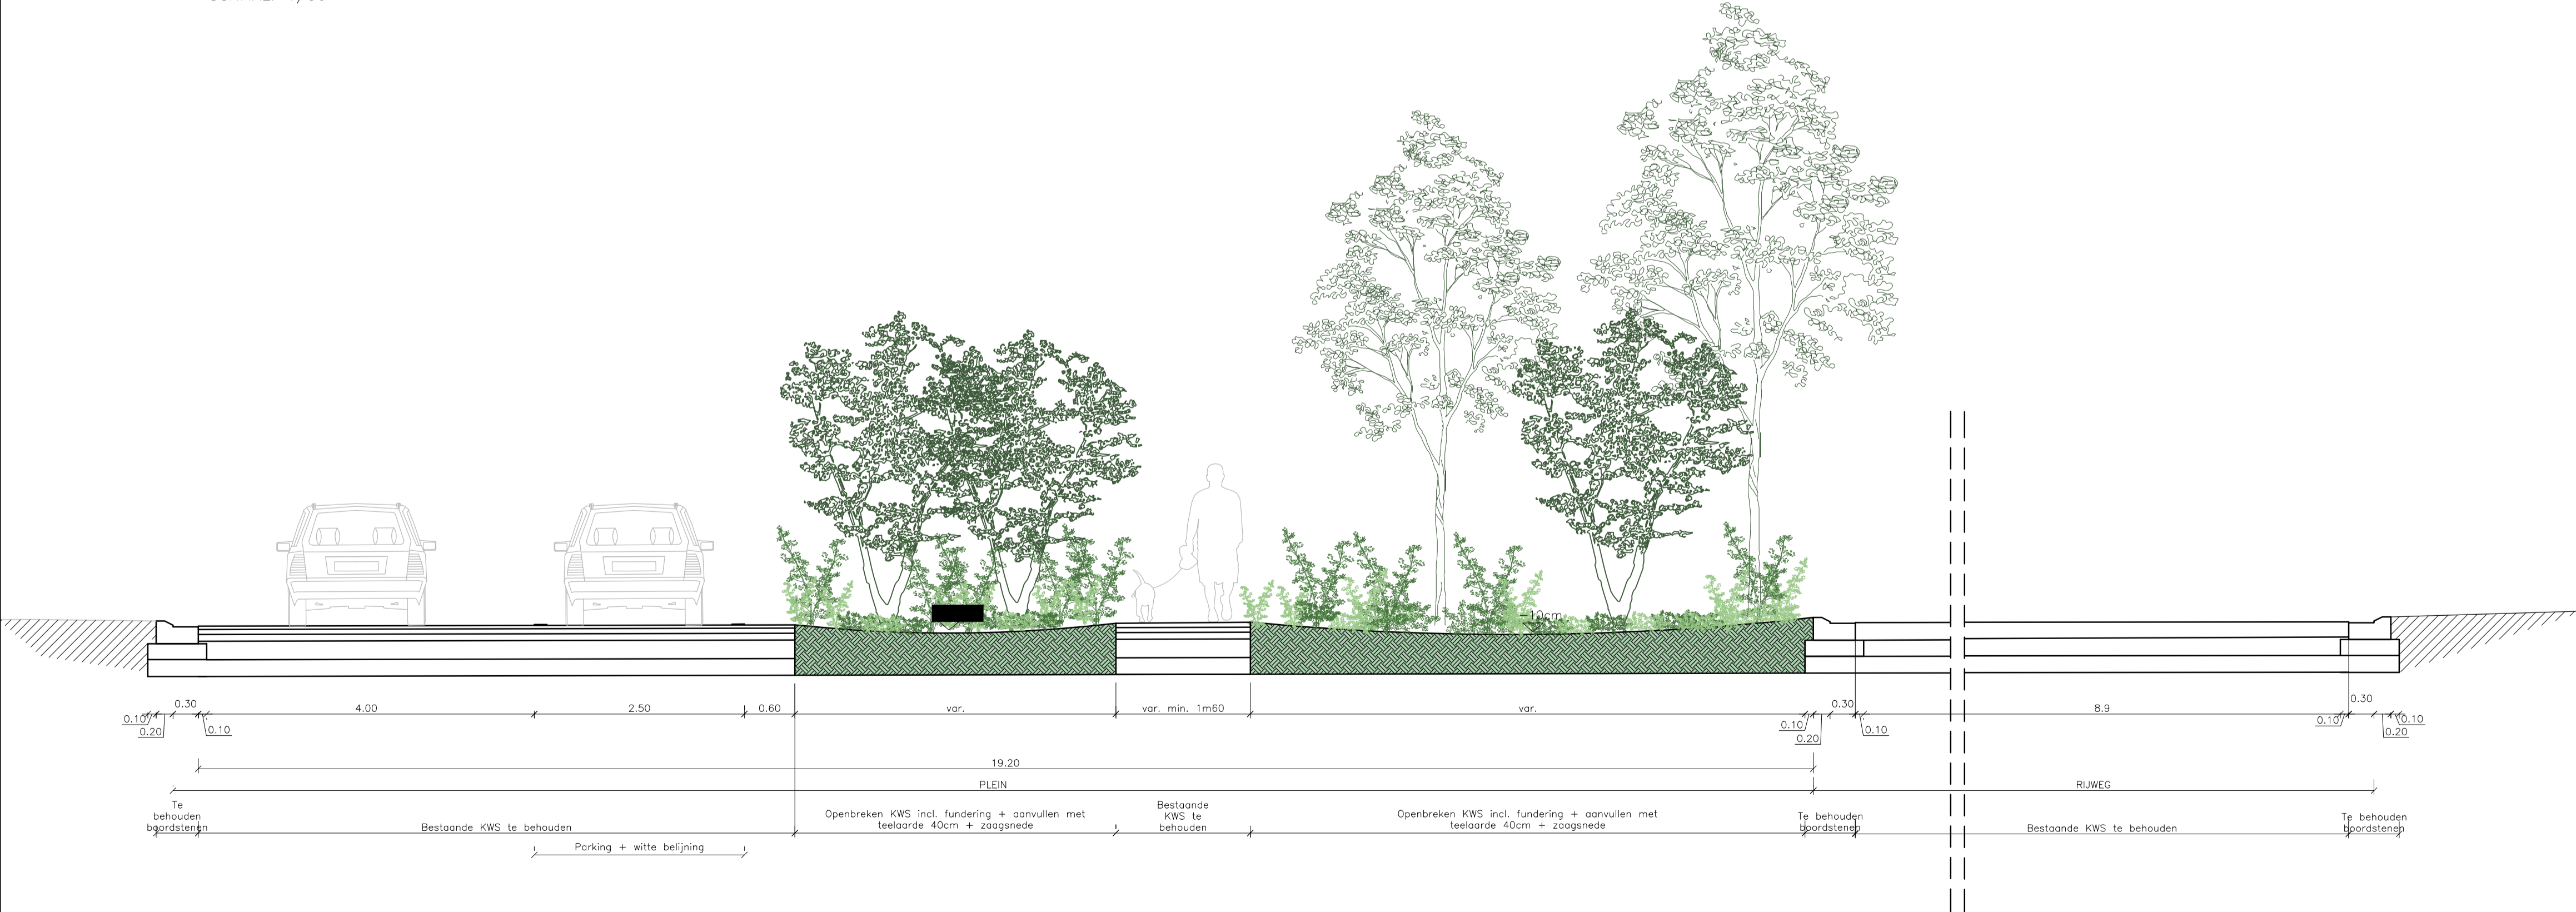 -10cm
0.10
0.20
0.30
0.10
4.00
2.50
0.60
var.
var. min. 1m60
var.
0.10
0.20
0.30
0.10
8.9
0.10
0.30
0.20
0.10
19.20
PLEIN
RIJWEG
Te
behouden
boordstenen
Bestaande KWS te behouden
Openbreken KWS incl. fundering + aanvullen met
teelaarde 40cm + zaagsnede
Bestaande
KWS te
behouden
Openbreken KWS incl. fundering + aanvullen met
teelaarde 40cm + zaagsnede
Te behouden
boordstenen
Bestaande KWS te behouden
Te behouden
boordstenen
Parking + witte belijning